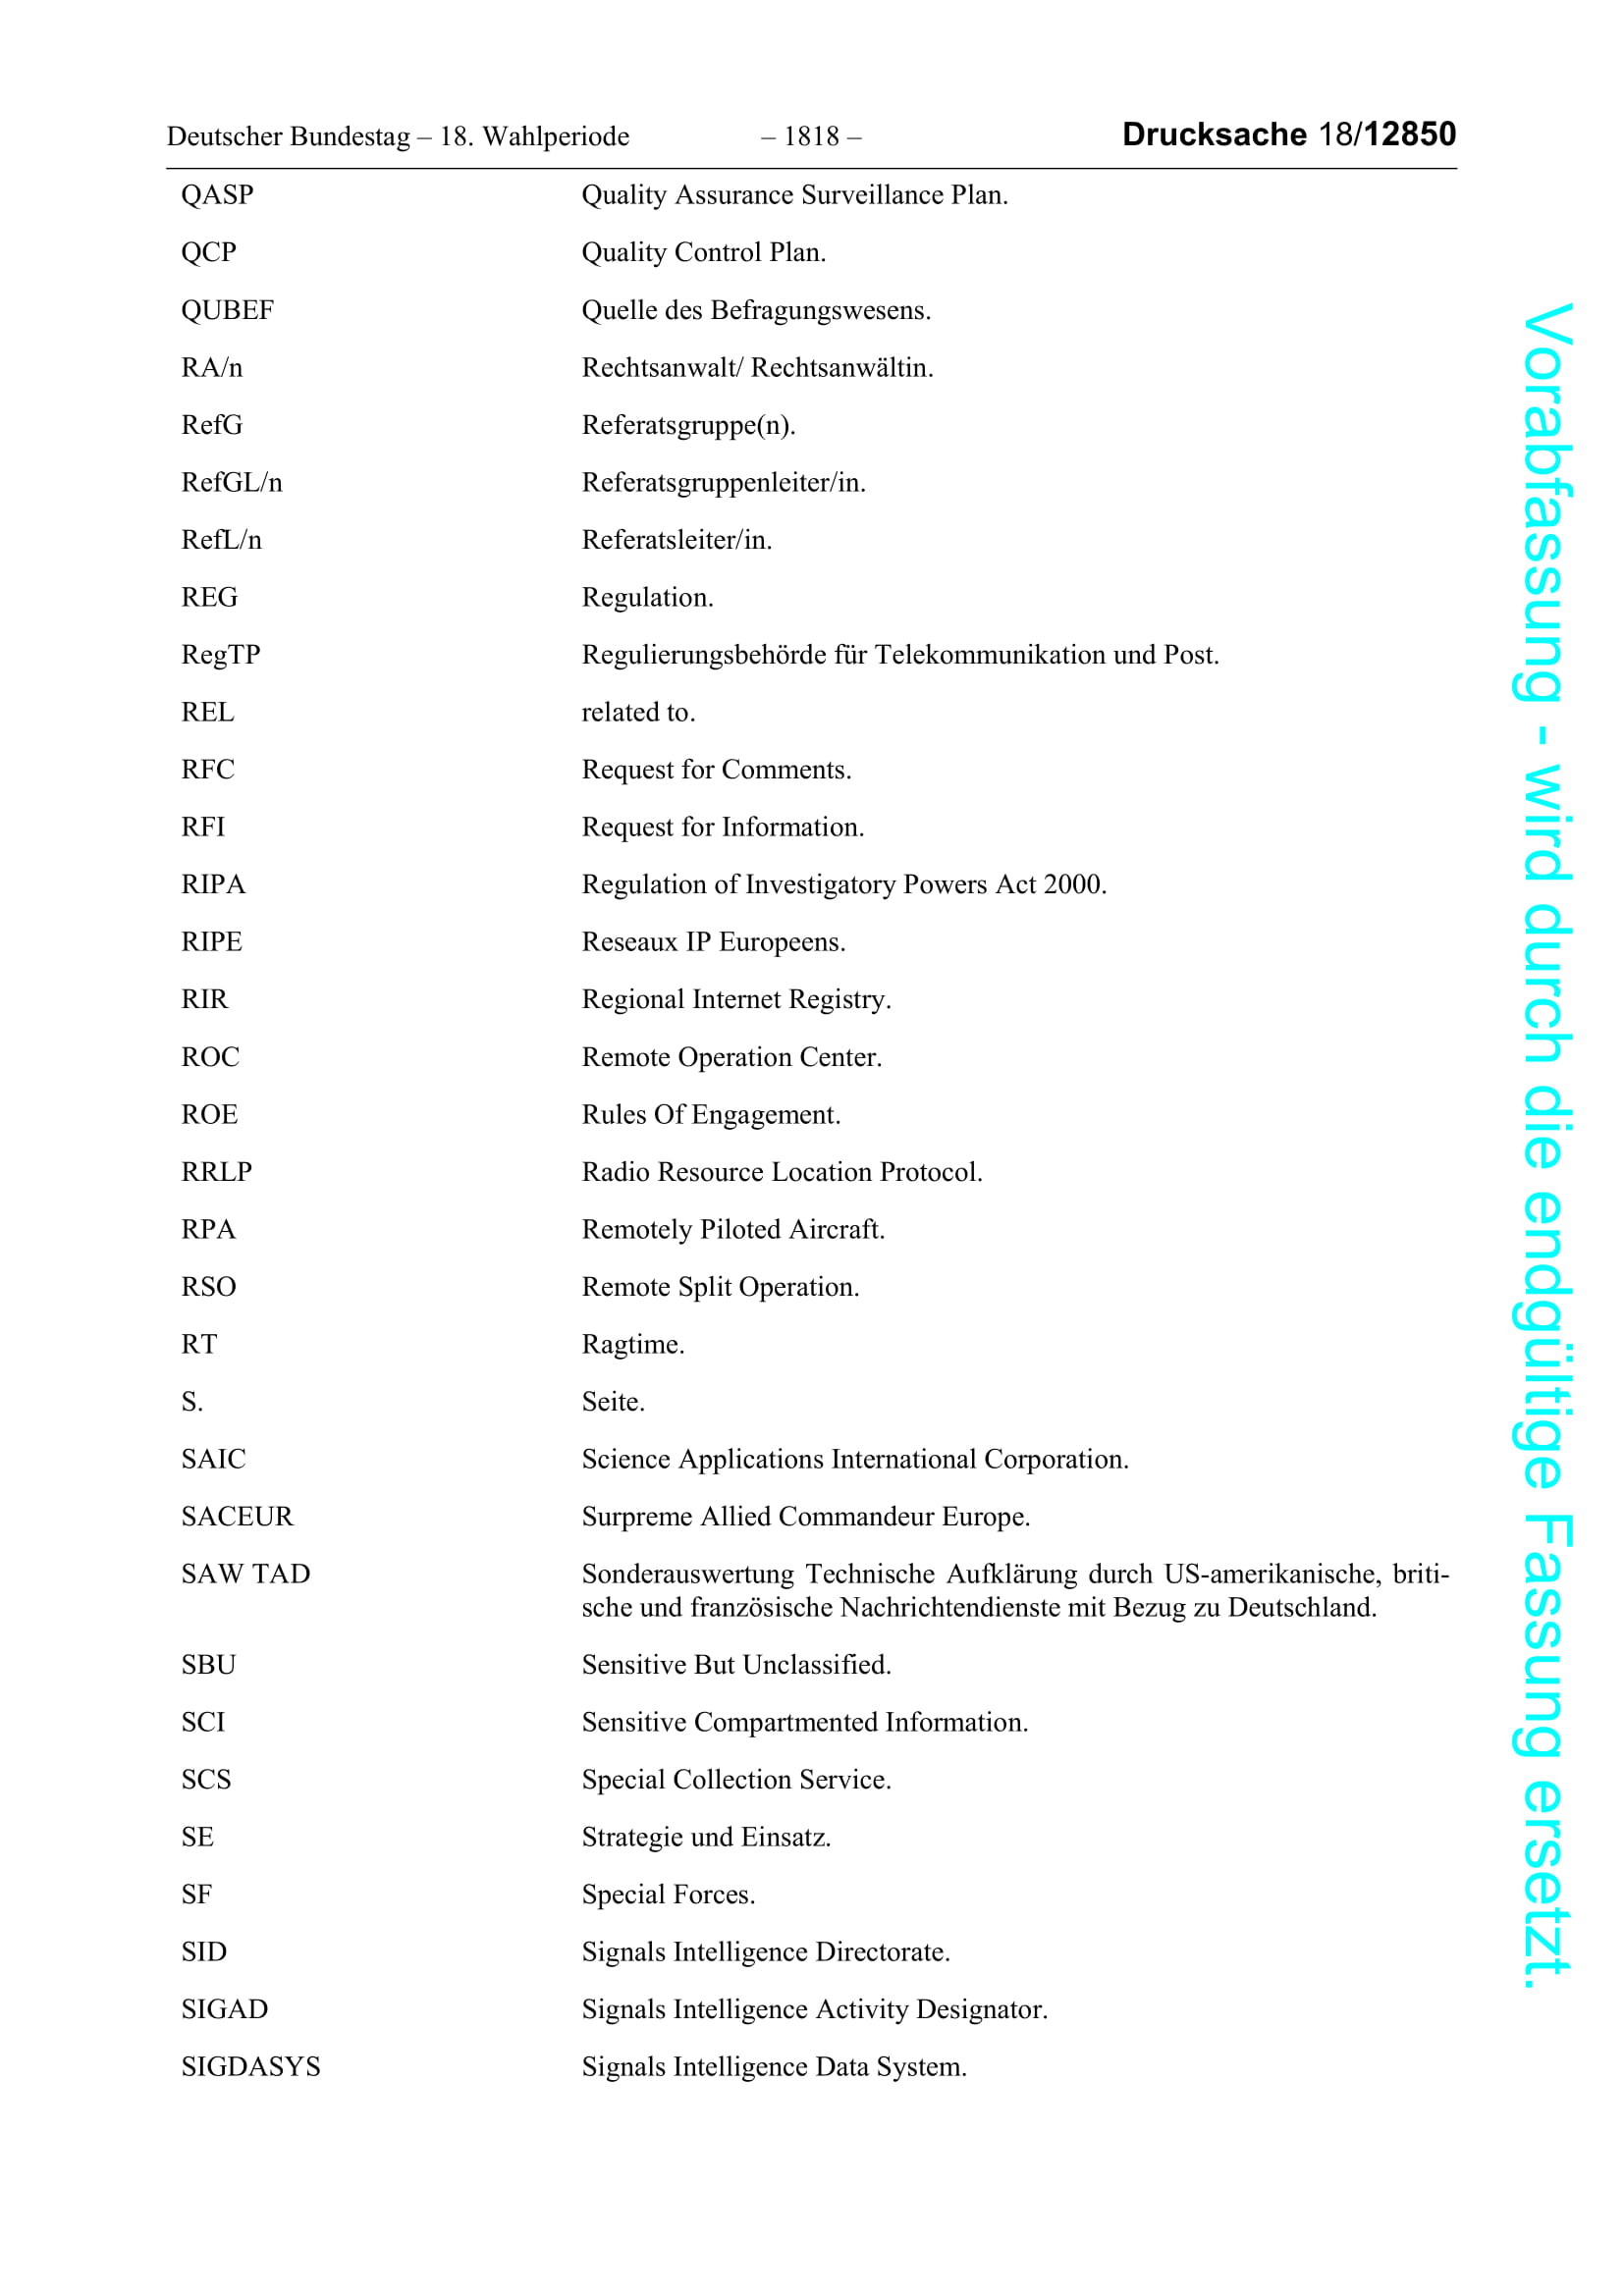 Deutscher Bundestag – 18. Wahlperiode – 1818 – Drucksache 18/12850
QASP Quality Assurance Surveillance Plan.
QCP Quality Control Plan.
QUBEF Quelle des Befragungswesens.
RA/n Rechtsanwalt/ Rechtsanwältin.
RefG Referatsgruppe(n).
RefGL/n Referatsgruppenleiter/in.
RefL/n Referatsleiter/in.
REG Regulation.
RegTP Regulierungsbehörde für Telekommunikation und Post.
REL related to.
RFC Request for Comments.
RFI Request for Information.
RIPA Regulation of Investigatory Powers Act 2000.
RIPE Reseaux IP Europeens.
RIR Regional Internet Registry.
ROC Remote Operation Center.
ROE Rules Of Engagement.
RRLP Radio Resource Location Protocol.
RPA Remotely Piloted Aircraft.
RSO Remote Split Operation.
RT Ragtime.
S. Seite.
SAIC Science Applications International Corporation.
SACEUR Surpreme Allied Commandeur Europe.
SAW TAD Sonderauswertung Technische Aufklärung durch US-amerikanische, briti-
sche und französische Nachrichtendienste mit Bezug zu Deutschland.
SBU Sensitive But Unclassified.
SCI Sensitive Compartmented Information.
SCS Special Collection Service.
SE Strategie und Einsatz.
SF Special Forces.
SID Signals Intelligence Directorate.
SIGAD Signals Intelligence Activity Designator.
SIGDASYS Signals Intelligence Data System.
Vorabfassung - wird durch die endgültige Fassung ersetzt.